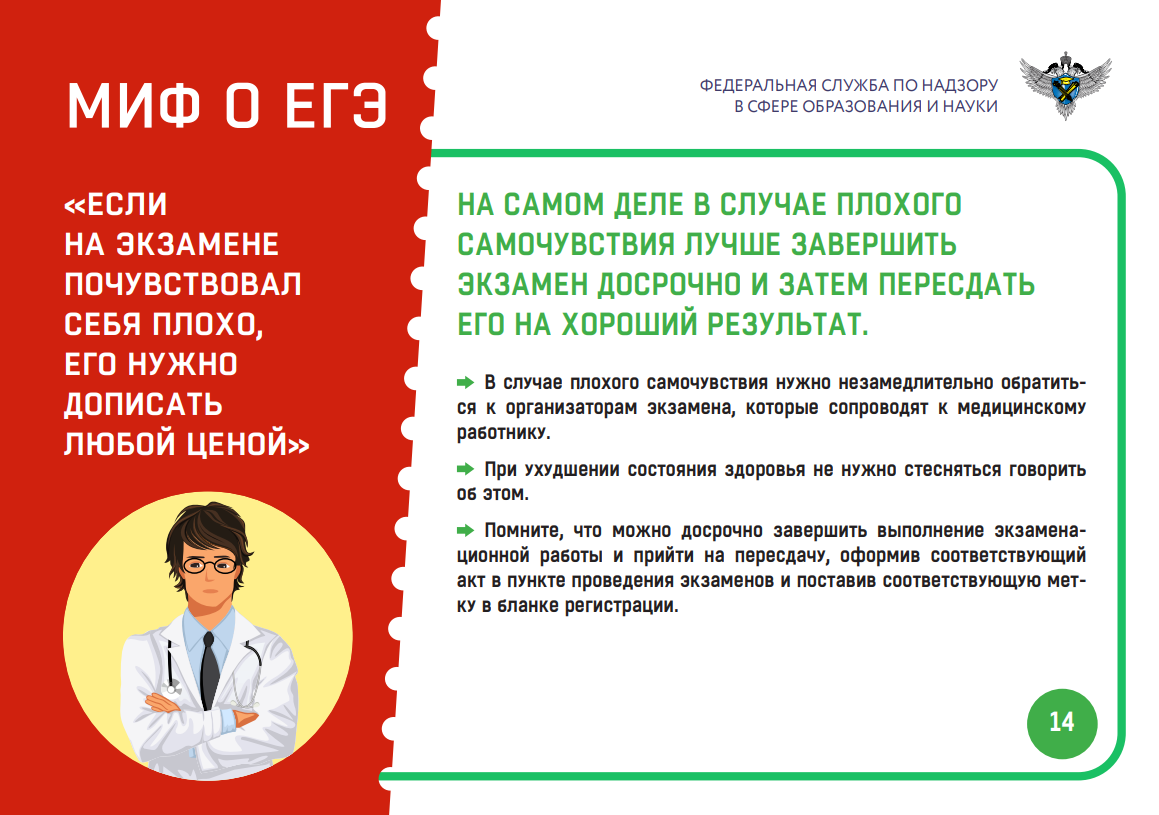 МИФ О ЕГЭ
«ЕСЛИ
НА ЭКЗАМЕНЕ
ПОЧУВСТВОВАЛ
СЕБЯ ПЛОХО,
ЕГО НУЖНО
ДОПИСАТЬ
ЛЮБОЙ ЦЕНОЙ»
ФЕДЕРАЛЬНАЯ СЛУЖБА ПО НАДЗОРУ
В СФЕРЕ ОБРАЗОВАНИЯ И НАУКИ
НА САМОМ ДЕЛЕ В СЛУЧАЕ ПЛОХОГО
САМОЧУВСТВИЯ ЛУЧШЕ ЗАВЕРШИТЬ
ЭКЗАМЕН ДОСРОЧНО И ЗАТЕМ ПЕРЕСДАТЬ
ЕГО НА ХОРОШИЙ РЕЗУЛЬТАТ.
В случае плохого самочувствия нужно незамедлительно обратить-
ся к организаторам экзамена, которые сопроводят к медицинскому
работнику.
При ухудшении состояния здоровья не нужно стесняться говорить
об этом.
Помните, что можно досрочно завершить выполнение экзамена-
ционной работы и прийти на пересдачу, оформив соответствующий
акт в пункте проведения экзаменов и поставив соответствующую мет-
ку в бланке регистрации.
14